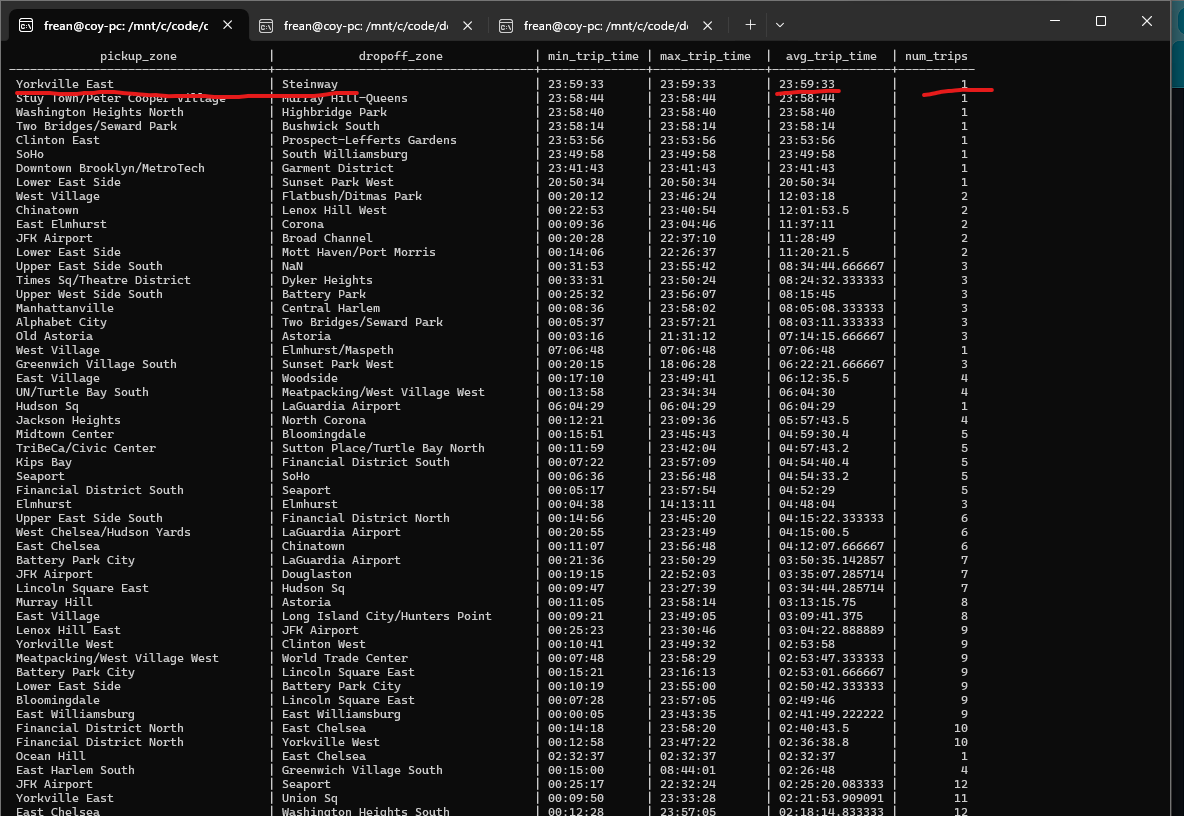 frean@coy-pc: /mnt/c/code/c
frean@coy-pc: /mnt/c/code/de
frean@coy-pc: /mnt/c/code/de
pickup_zone | dropoff_zone | min_trip_time | max_trip_time | avg_trip_time | num_trips
Yorkville East | Steinway | 23:59:33 | 23:59:33 | 23:59:33 | 1
Stuy Town/Peter Cooper Village | Murray Hill-Queens | 23:58:44 | 23:58:44 | 23:58:44 | 1
Washington Heights North | Highbridge Park | 23:58:40 | 23:58:40 | 23:58:40 | 1
Two Bridges/Seward Park | Bushwick South | 23:58:14 | 23:58:14 | 23:58:14 | 1
Clinton East | Prospect-Lefferts Gardens | 23:53:56 | 23:53:56 | 23:53:56 | 1
SoHo | South Williamsburg | 23:49:58 | 23:49:58 | 23:49:58 | 1
Downtown Brooklyn/MetroTech | Garment District | 23:41:43 | 23:41:43 | 23:41:43 | 1
Lower East Side | Sunset Park West | 20:50:34 | 20:50:34 | 20:50:34 | 1
West Village | Flatbush/Ditmas Park | 00:20:12 | 23:46:24 | 12:03:18 | 2
Chinatown | Lenox Hill West | 00:22:53 | 23:40:54 | 12:01:53.5 | 2
East Elmhurst | Corona | 00:09:36 | 23:04:46 | 11:37:11 | 2
JFK Airport | Broad Channel | 00:20:28 | 22:37:10 | 11:28:49 | 2
Lower East Side | Mott Haven/Port Morris | 00:14:06 | 22:26:37 | 11:20:21.5 | 2
Upper East Side South | NaN | 00:31:53 | 23:55:42 | 08:34:44.666667 | 3
Times Sq/Theatre District | Dyker Heights | 00:33:31 | 23:50:24 | 08:24:32.333333 | 3
Upper West Side South | Battery Park | 00:25:32 | 23:56:07 | 08:15:45 | 3
Manhattanville | Central Harlem | 00:08:36 | 23:58:02 | 08:05:08.333333 | 3
Alphabet City | Two Bridges/Seward Park | 00:05:37 | 23:57:21 | 08:03:11.333333 | 3
Old Astoria | Astoria | 00:03:16 | 21:31:12 | 07:14:15.666667 | 3
West Village | Elmhurst/Maspeth | 07:06:48 | 07:06:48 | 07:06:48 | 1
Greenwich Village South | Sunset Park West | 00:20:15 | 18:06:28 | 06:22:21.666667 | 3
East Village | Woodside | 00:17:10 | 23:49:41 | 06:12:35.5 | 4
UN/Turtle Bay South | Meatpacking/West Village West | 00:13:58 | 23:34:34 | 06:04:30 | 4
Hudson Sq | LaGuardia Airport | 06:04:29 | 06:04:29 | 06:04:29 | 1
Jackson Heights | North Corona | 00:12:21 | 23:09:36 | 05:57:43.5 | 4
Midtown Center | Bloomingdale | 00:15:51 | 23:45:43 | 04:59:30.4 | 5
TriBeCa/Civic Center | Sutton Place/Turtle Bay North | 00:11:59 | 23:42:04 | 04:57:43.2 | 5
Kips Bay | Financial District South | 00:07:22 | 23:57:09 | 04:54:40.4 | 5
Seaport | SoHo | 00:06:36 | 23:56:48 | 04:54:33.2 | 5
Financial District South | Seaport | 00:05:17 | 23:57:54 | 04:52:29 | 5
Elmhurst | Elmhurst | 00:04:38 | 14:13:11 | 04:48:04 | 3
Upper East Side South | Financial District North | 00:14:56 | 23:45:20 | 04:15:22.333333 | 6
West Chelsea/Hudson Yards | LaGuardia Airport | 00:20:55 | 23:23:49 | 04:15:00.5 | 6
East Chelsea | Chinatown | 00:11:07 | 23:56:48 | 04:12:07.666667 | 6
Battery Park City | LaGuardia Airport | 00:21:36 | 23:50:29 | 03:50:35.142857 | 7
JFK Airport | Douglaston | 00:19:15 | 22:52:03 | 03:35:07.285714 | 7
Lincoln Square East | Hudson Sq | 00:09:47 | 23:27:39 | 03:34:44.285714 | 7
Murray Hill | Astoria | 00:11:05 | 23:58:14 | 03:13:15.75 | 8
East Village | Long Island City/Hunters Point | 00:09:21 | 23:49:05 | 03:09:41.375 | 8
Lenox Hill East | JFK Airport | 00:25:23 | 23:30:46 | 03:04:22.888889 | 9
Yorkville West | Clinton West | 00:10:41 | 23:49:32 | 02:53:58 | 9
Meatpacking/West Village West | World Trade Center | 00:07:48 | 23:58:29 | 02:53:47.333333 | 9
Battery Park City | Lincoln Square East | 00:15:21 | 23:16:13 | 02:53:01.666667 | 9
Lower East Side | Battery Park City | 00:10:19 | 23:55:00 | 02:50:42.333333 | 9
Bloomingdale | Lincoln Square East | 00:07:28 | 23:57:05 | 02:49:46 | 9
East Williamsburg | East Williamsburg | 00:00:05 | 23:43:35 | 02:41:49.222222 | 9
Financial District North | East Chelsea | 00:14:18 | 23:58:20 | 02:40:43.5 | 10
Financial District North | Yorkville West | 00:12:58 | 23:47:22 | 02:36:38.8 | 10
Ocean Hill | East Chelsea | 02:32:37 | 02:32:37 | 02:32:37 | 1
East Harlem South | Greenwich Village South | 00:15:00 | 08:44:01 | 02:26:48 | 4
JFK Airport | Seaport | 00:25:17 | 22:32:24 | 02:25:20.083333 | 12
Yorkville East | Union Sq | 00:09:50 | 23:33:28 | 02:21:53.909091 | 11
East Chelsea | Washington Heights South | 00:12:28 | 23:57:05 | 02:18:14.833333 | 12